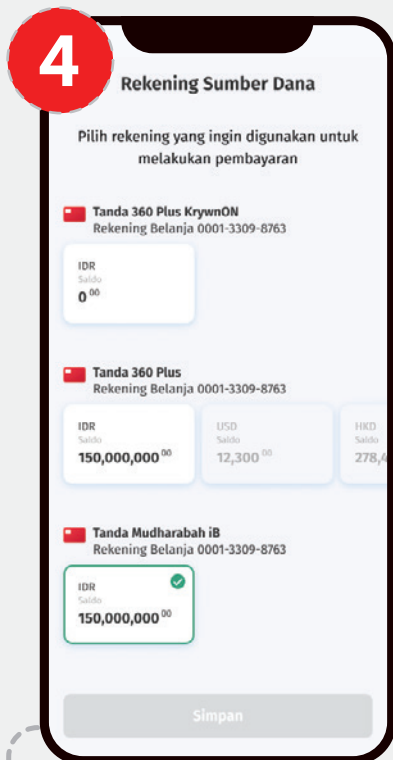 4
Rekening Sumber Dana
Pilih rekening yang ingin digunakan untuk
melakukan pembayaran
Tanda 360 Plus KrywnON
Rekening Belanja 0001-3309-8763
IDR
Saldo
0 00
Tanda 360 Plus
Rekening Belanja 0001-3309-8763
IDR USD HKD
Saldo Saldo Saldo
150,000,000 00 12,300 00 278,4
Tanda Mudharabah iB
Rekening Belanja 0001-3309-8763
IDR
Saldo
150,000,000 00
Simpan